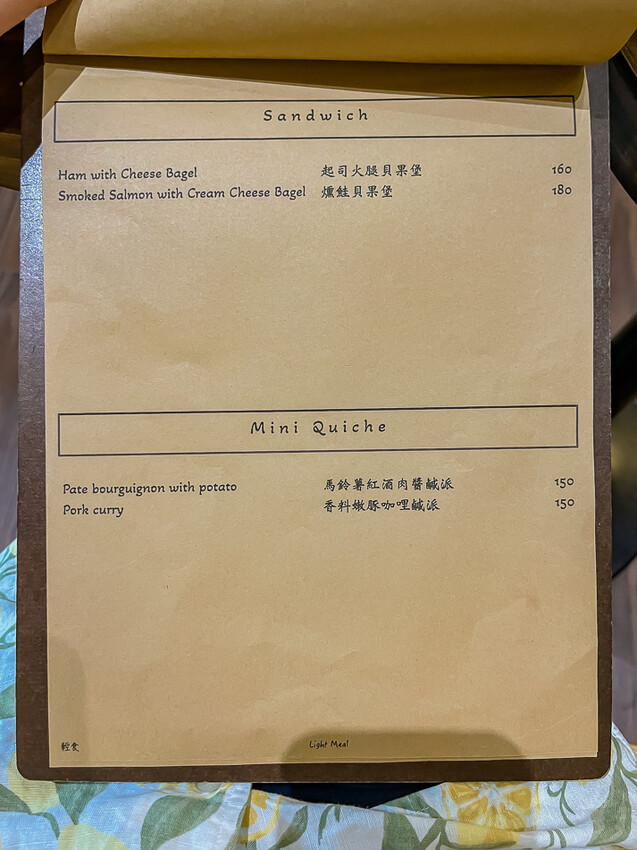 Sandwich
Ham with Cheese Bagel 起司火腿貝果堡 160
Smoked Salmon with Cream Cheese Bagel 燻鮭貝果堡 180
Mini Quiche
Pate bourguignon with potato 馬鈴薯紅酒肉醬鹹派 150
Pork curry 香料嫩豚咖哩鹹派 150
輕食 Light Meal